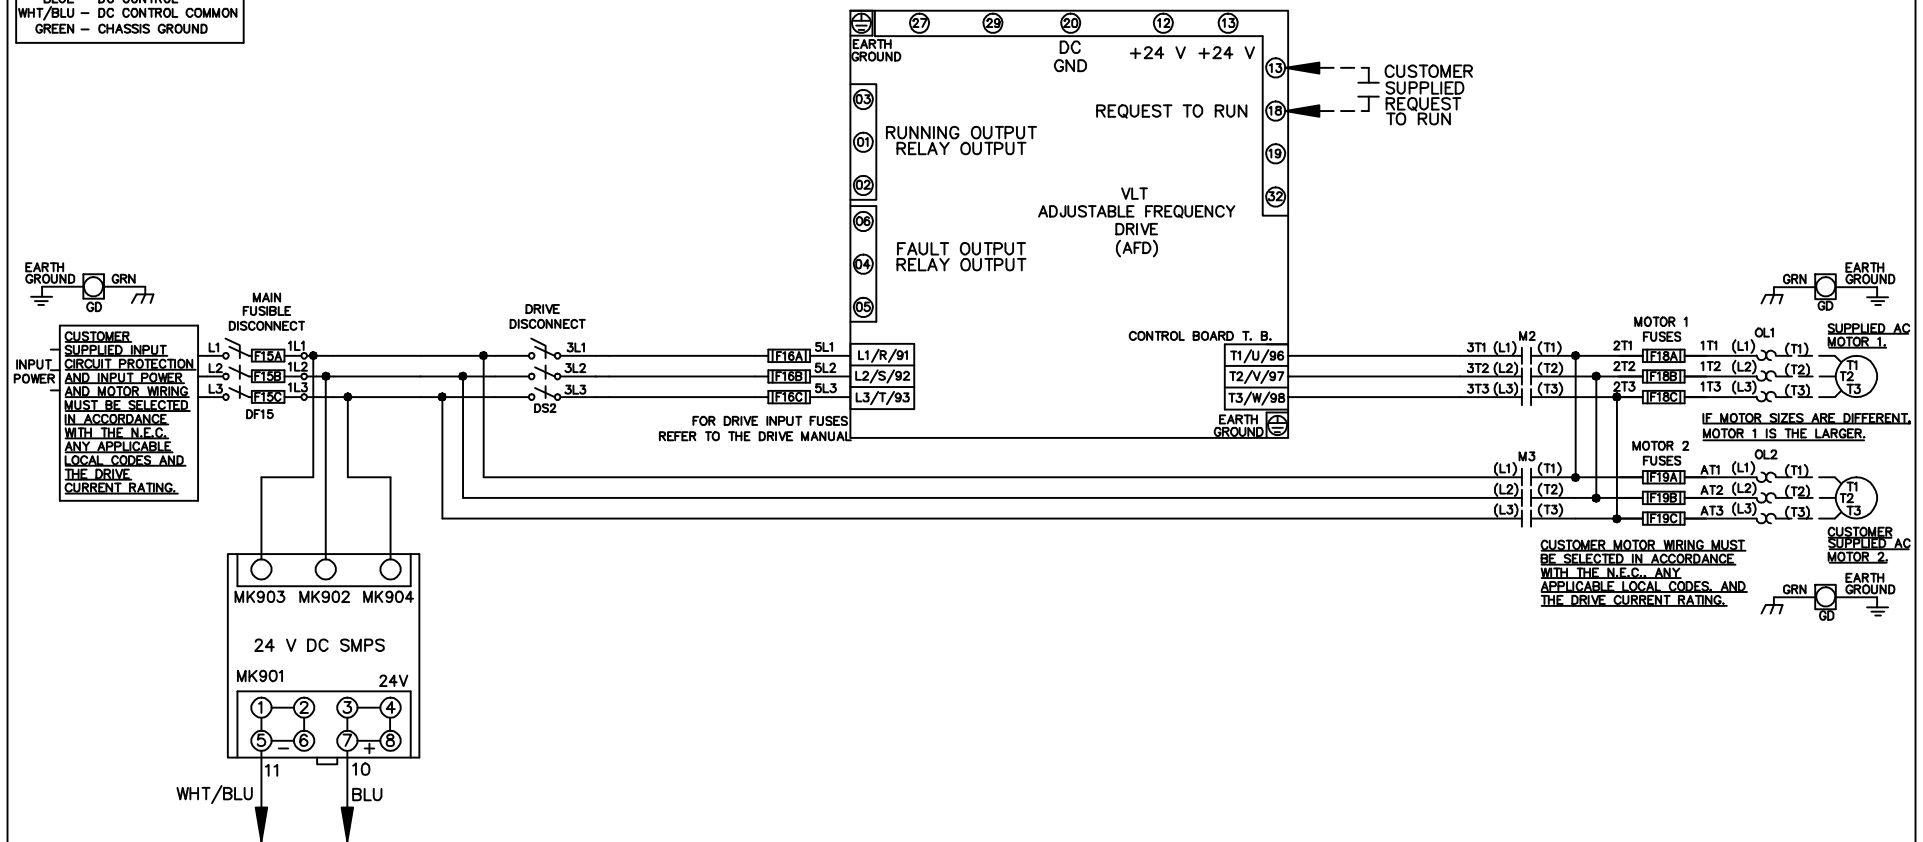 WHT/BLU – DC CONTROL COMMON
GREEN – CHASSIS GROUND
EARTH
GROUND
27
29
20
12
13
DC
GND
+24 V
+24 V
13
CUSTOMER
SUPPLIED
REQUEST
TO RUN
REQUEST TO RUN
18
19
32
03
01
02
RUNNING OUTPUT
RELAY OUTPUT
06
04
05
FAULT OUTPUT
RELAY OUTPUT
VLT
ADJUSTABLE FREQUENCY
DRIVE
(AFD)
EARTH
GROUND
GRN
GD
GRN
EARTH
GROUND
GD
MAIN
FUSIBLE
DISCONNECT
DRIVE
DISCONNECT
INPUT
POWER
CUSTOMER
SUPPLIED INPUT
CIRCUIT PROTECTION
AND INPUT POWER
AND MOTOR WIRING
MUST BE SELECTED
IN ACCORDANCE
WITH THE N.E.C.
ANY APPLICABLE
LOCAL CODES AND
THE DRIVE
CURRENT RATING.
L1
F15A
1L1
L2
F15B
1L2
L3
F15C
1L3
DF15
3L1
3L2
3L3
DS2
F16A
5L1
F16B
5L2
F16C
5L3
L1/R/91
L2/S/92
L3/T/93
FOR DRIVE INPUT FUSES
REFER TO THE DRIVE MANUAL
CONTROL BOARD T. B.
T1/U/96
T2/V/97
T3/W/98
EARTH
GROUND
M2
3T1 (L1) (T1)
3T2 (L2) (T2)
3T3 (L3) (T3)
MOTOR 1
FUSES
2T1
F18A
1T1 (L1)
2T2
F18B
1T2 (L2)
2T3
F18C
1T3 (L3)
OL1
(T1)
(T2)
(T3)
SUPPLIED AC
MOTOR 1.
T1
T2
T3
IF MOTOR SIZES ARE DIFFERENT,
MOTOR 1 IS THE LARGER.
M3
(L1) (T1)
(L2) (T2)
(L3) (T3)
MOTOR 2
FUSES
F19A
AT1 (L1)
F19B
AT2 (L2)
F19C
AT3 (L3)
OL2
(T1)
(T2)
(T3)
T1
T2
T3
CUSTOMER
SUPPLIED AC
MOTOR 2.
CUSTOMER MOTOR WIRING MUST
BE SELECTED IN ACCORDANCE
WITH THE N.E.C., ANY
APPLICABLE LOCAL CODES, AND
THE DRIVE CURRENT RATING.
GRN
EARTH
GROUND
GD
MK903
MK902
MK904
24 V DC SMPS
MK901
24V
1
2
3
4
5
–
6
7
+
8
11
10
WHT/BLU
BLU